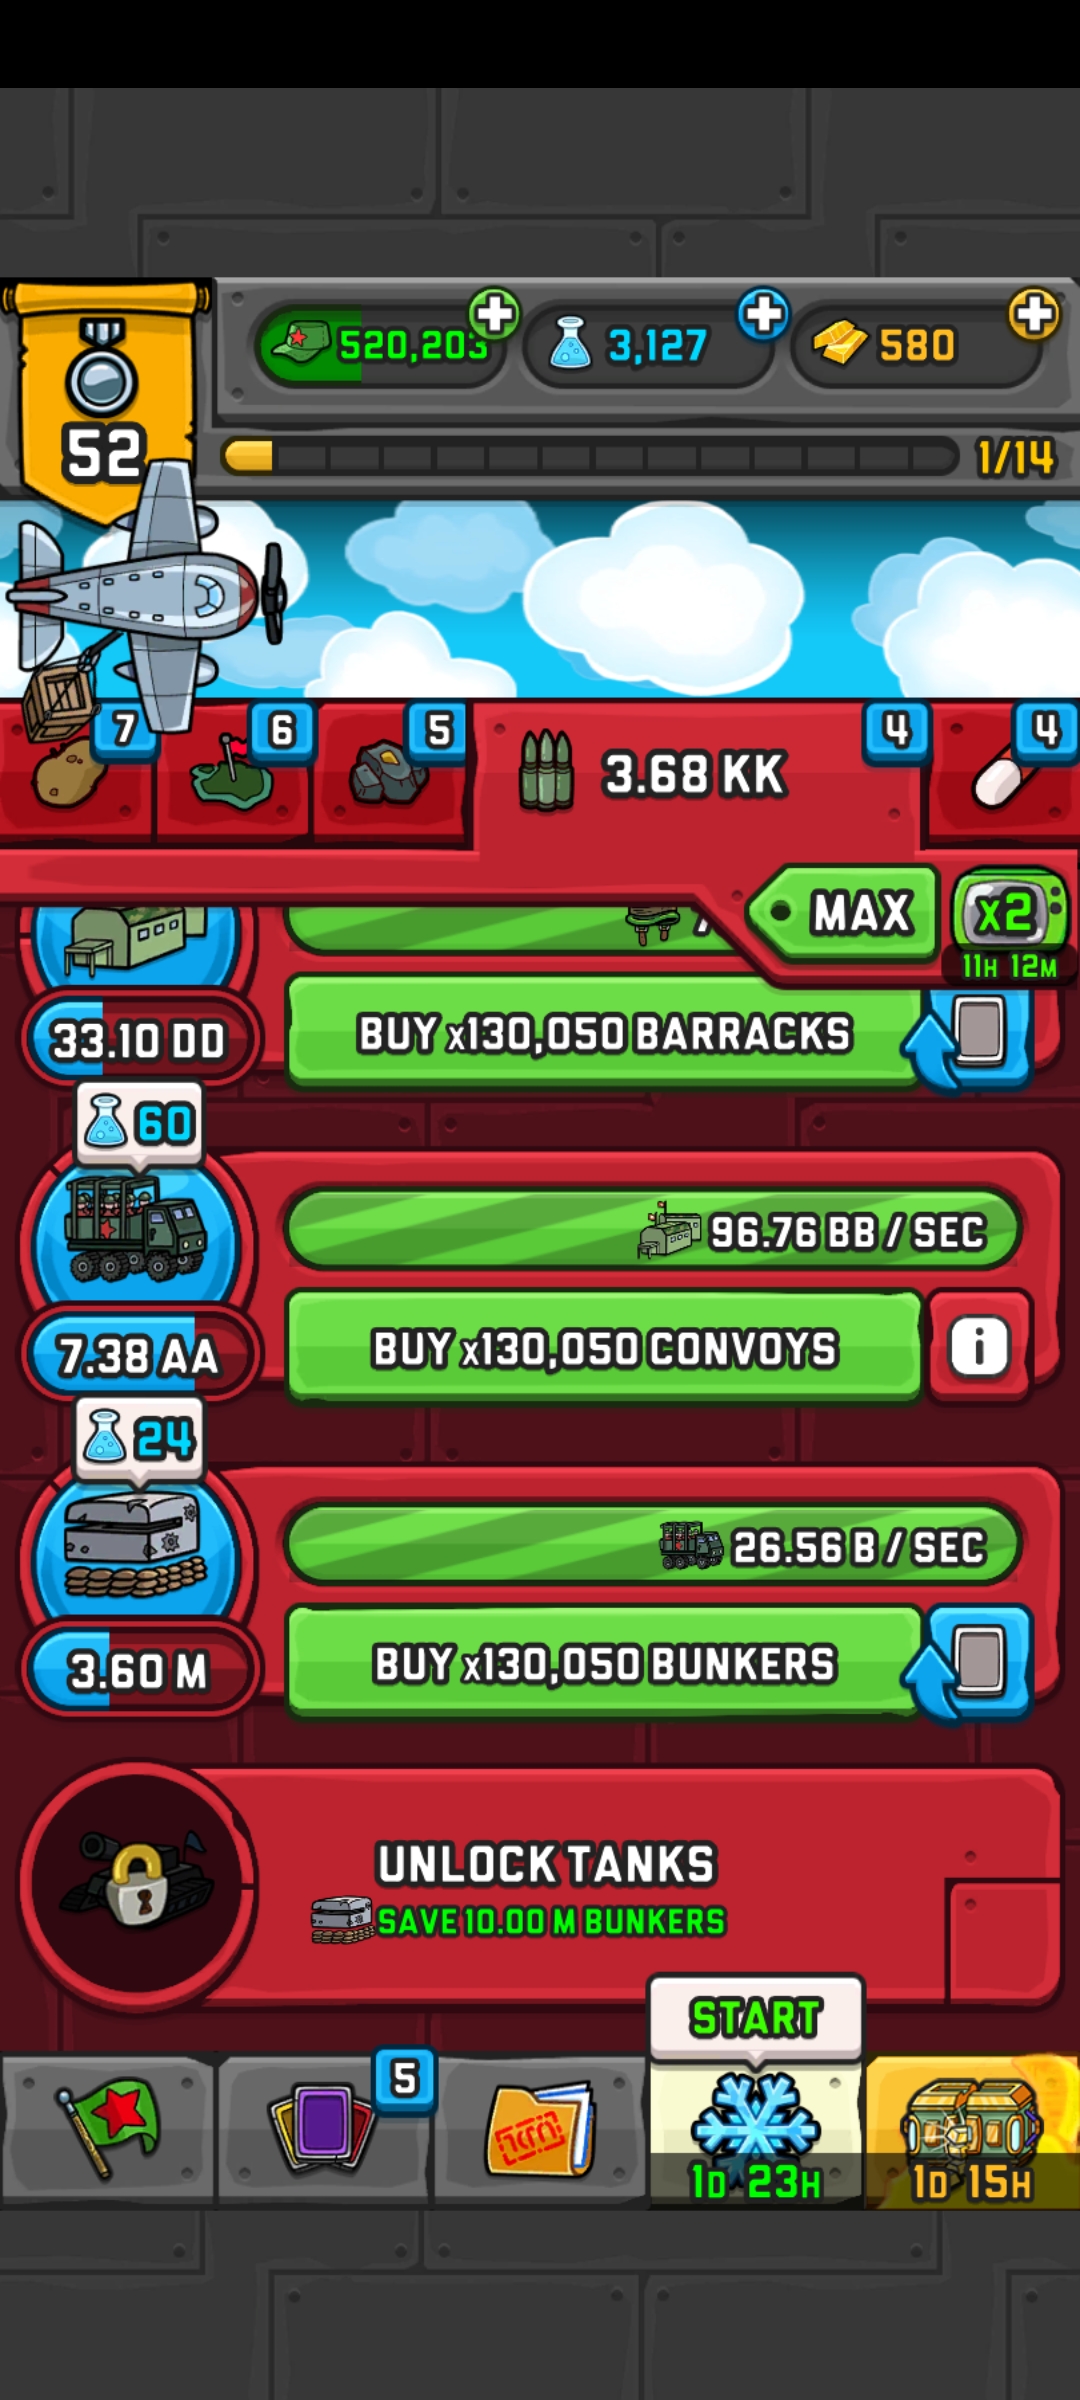 520,203
3,127
580
52
1/14
7
6
5
3.68 KK
4
4
MAX
x2
11H 12M
33.10 DD
BUY x130,050 BARRACKS
60
96.76 BB / SEC
7.38 AA
BUY x130,050 CONVOYS
i
24
26.56 B / SEC
3.60 M
BUY x130,050 BUNKERS
UNLOCK TANKS
SAVE 10.00 M BUNKERS
START
5
1D 23H
1D 15H